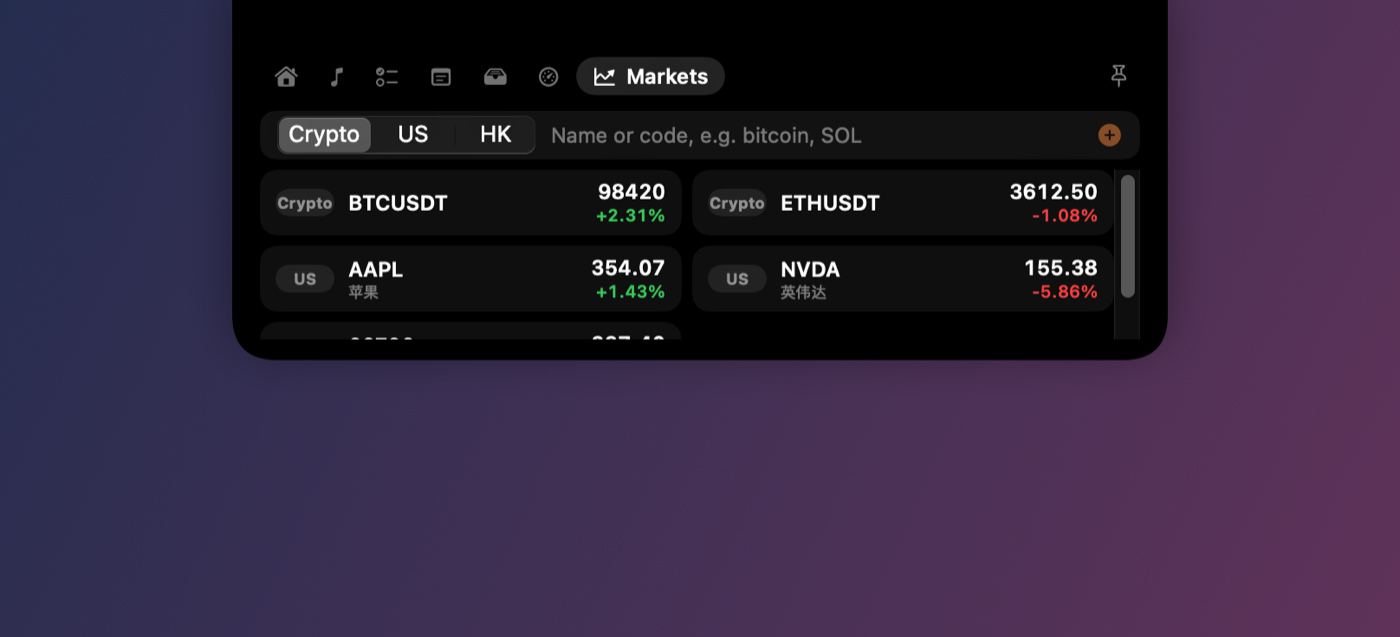 Markets
Crypto US HK Name or code, e.g. bitcoin, SOL
Crypto BTCUSDT 98420 +2.31%
Crypto ETHUSDT 3612.50 -1.08%
US AAPL 苹果 354.07 +1.43%
US NVDA 英伟达 155.38 -5.86%